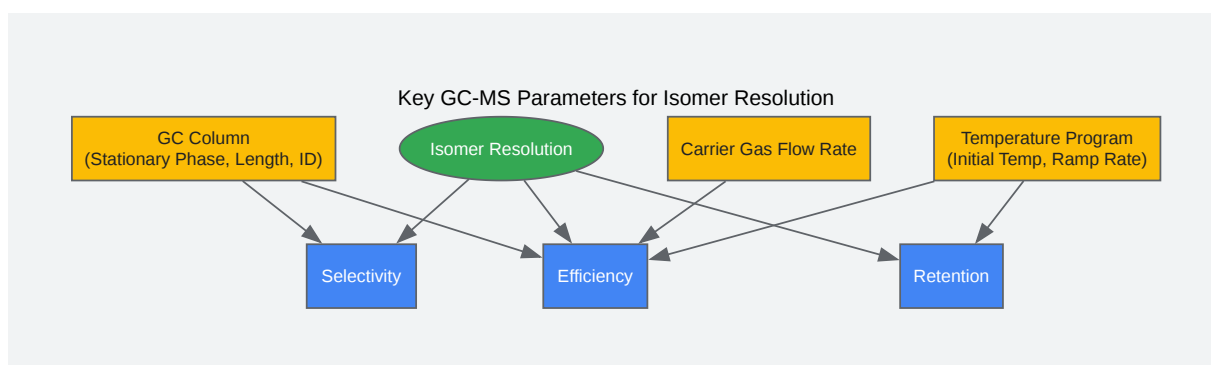 Key GC-MS Parameters for Isomer Resolution
GC Column
(Stationary Phase, Length, ID)
Isomer Resolution
Carrier Gas Flow Rate
Temperature Program
(Initial Temp, Ramp Rate)
Selectivity
Efficiency
Retention